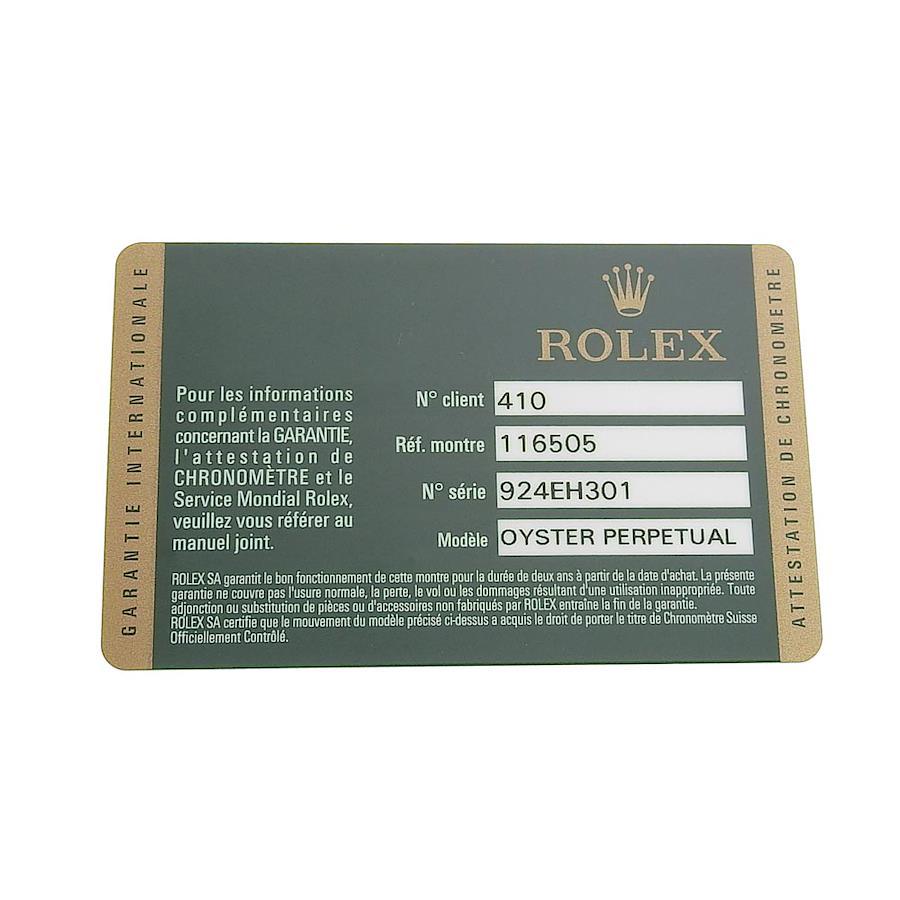 GARANTIE INTERNATIONALE
ROLEX
Pour les informations
complémentaires
concernant la GARANTIE,
l'attestation de
CHRONOMÈTRE et le
Service Mondial Rolex,
veuillez vous référer au
manuel joint.
N° client 410
Réf. montre 116505
N° série 924EH301
Modèle OYSTER PERPETUAL
ROLEX SA garantit le bon fonctionnement de cette montre pour la durée de deux ans à partir de la date d'achat. La présente
garantie ne couvre pas l'usure normale, la perte, le vol ou les dommages résultant d'une utilisation inappropriée. Toute
adjonction ou substitution de pièces ou d'accessoires non fabriqués par ROLEX entraîne la fin de la garantie.
ROLEX SA certifie que le mouvement du modèle précisé ci-dessus a acquis le droit de porter le titre de Chronomètre Suisse
Officiellement Contrôlé.
ATTESTATION DE CHRONOMETRE